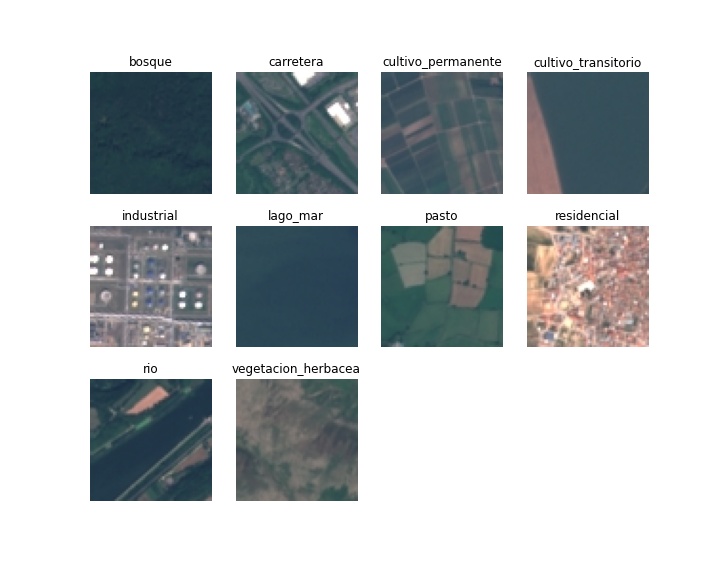 bosque
carretera
cultivo_permanente
cultivo_transitorio
industrial
lago_mar
pasto
residencial
rio
vegetacion_herbacea